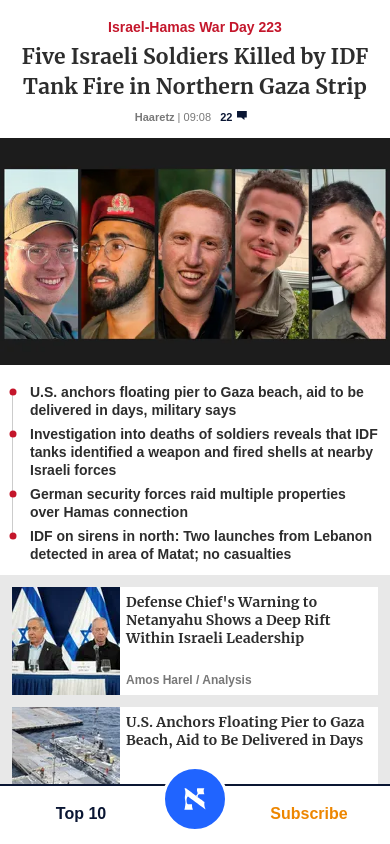 Israel-Hamas War Day 223
Five Israeli Soldiers Killed by IDF
Tank Fire in Northern Gaza Strip
Haaretz | 09:08 22
U.S. anchors floating pier to Gaza beach, aid to be
delivered in days, military says
Investigation into deaths of soldiers reveals that IDF
tanks identified a weapon and fired shells at nearby
Israeli forces
German security forces raid multiple properties
over Hamas connection
IDF on sirens in north: Two launches from Lebanon
detected in area of Matat; no casualties
Defense Chief's Warning to
Netanyahu Shows a Deep Rift
Within Israeli Leadership
Amos Harel / Analysis
U.S. Anchors Floating Pier to Gaza
Beach, Aid to Be Delivered in Days
Top 10
Subscribe